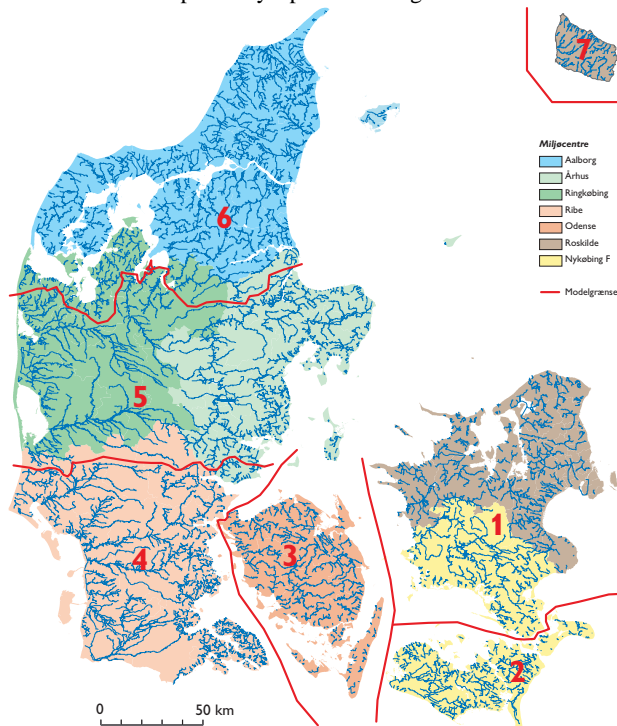 7
Miljøcentre
Aalborg
Århus
Ringkøbing
Ribe
Odense
Roskilde
Nykøbing F
Modelgrænse
6
5
1
3
4
2
0 50 km